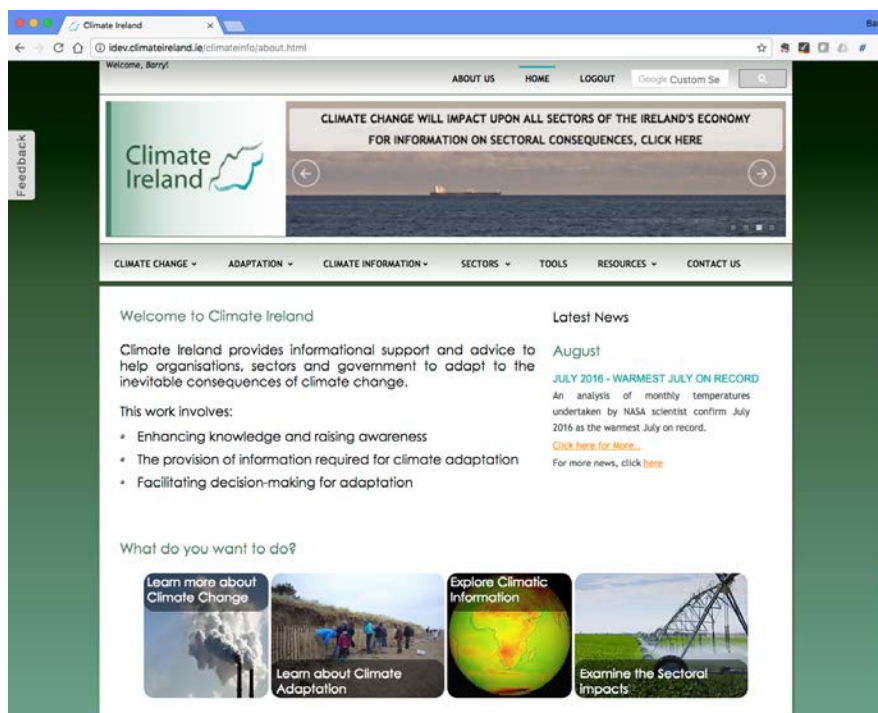 Climate Ireland
Ba
idev.climateireland.ie/climateinfo/about.html
Welcome, Barry!
ABOUT US HOME LOGOUT Google Custom Se
Feedback
Climate
Ireland
CLIMATE CHANGE WILL IMPACT UPON ALL SECTORS OF THE IRELAND'S ECONOMY
FOR INFORMATION ON SECTORAL CONSEQUENCES, CLICK HERE
CLIMATE CHANGE ADAPTATION CLIMATE INFORMATION SECTORS TOOLS RESOURCES CONTACT US
Welcome to Climate Ireland
Climate Ireland provides informational support and advice to
help organisations, sectors and government to adapt to the
inevitable consequences of climate change.
This work involves:
• Enhancing knowledge and raising awareness
• The provision of information required for climate adaptation
• Facilitating decision-making for adaptation
Latest News
August
JULY 2016 - WARMEST JULY ON RECORD
An analysis of monthly temperatures
undertaken by NASA scientist confirm July
2016 as the warmest July on record.
Click here for More..
For more news, click here
What do you want to do?
Learn more about
Climate Change
Learn about Climate
Adaptation
Explore Climatic
Information
Examine the Sectoral
impacts